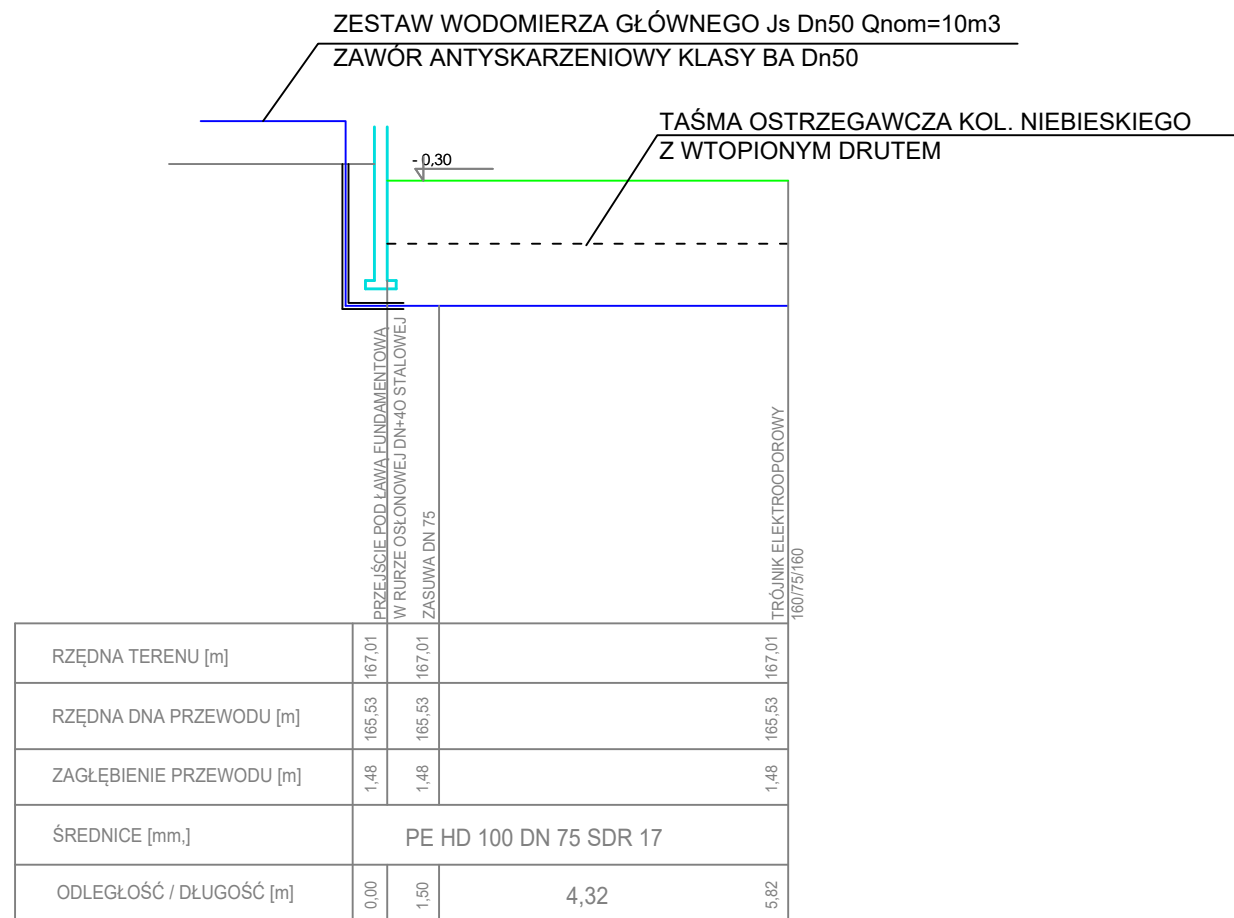 ZESTAW WODOMIERZA GŁÓWNEGO Js Dn50 Qnom=10m3
ZAWÓR ANTYSKARZENIOWY KLASY BA Dn50
TAŚMA OSTRZEGAWCZA KOL. NIEBIESKIEGO
Z WTOPIONYM DRUTEM
- 0,30
PRZEJŚCIE POD ŁAWĄ FUNDAMENTOWĄ
W RURZE OSŁONOWEJ DN+4O STALOWEJ
ZASUWA DN 75
TRÓJNIK ELEKTROOPOROWY
160/75/160
RZĘDNA TERENU [m] 167,01 167,01 167,01
RZĘDNA DNA PRZEWODU [m] 165,53 165,53 165,53
ZAGŁĘBIENIE PRZEWODU [m] 1,48 1,48 1,48
ŚREDNICE [mm,] PE HD 100 DN 75 SDR 17
ODLEGŁOŚĆ / DŁUGOŚĆ [m] 0,00 1,50 4,32 5,82